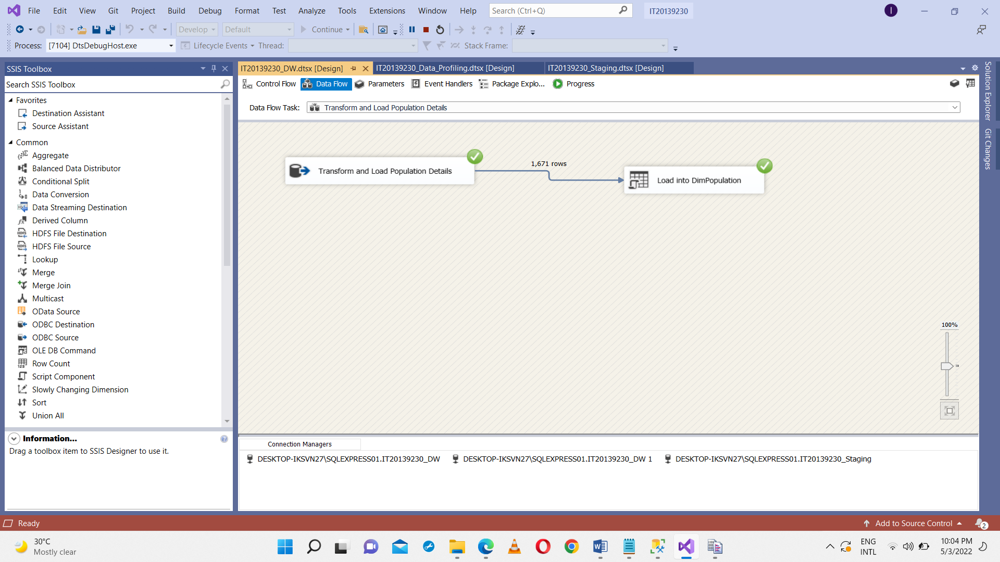 File Edit View Git Project Build Debug Format Test Analyze Tools Extensions Window Help Search (Ctrl+Q) IT20139230 I
Develop Default Continue
Process: [7104] DtsDebugHost.exe Lifecycle Events Thread: Stack Frame:
SSIS Toolbox
Search SSIS Toolbox
Favorites
Destination Assistant
Source Assistant
Common
Aggregate
Balanced Data Distributor
Conditional Split
Data Conversion
Data Streaming Destination
Derived Column
HDFS File Destination
HDFS File Source
Lookup
Merge
Merge Join
Multicast
OData Source
ODBC Destination
ODBC Source
OLE DB Command
Row Count
Script Component
Slowly Changing Dimension
Sort
Union All
Information...
Drag a toolbox item to SSIS Designer to use it.
IT20139230_DW.dtsx [Design] IT20139230_Data_Profiling.dtsx [Design] IT20139230_Staging.dtsx [Design]
Control Flow Data Flow Parameters Event Handlers Package Explo... Progress
Data Flow Task: Transform and Load Population Details
Transform and Load Population Details
1,671 rows
Load into DimPopulation
100%
Connection Managers
DESKTOP-IKSVN27\SQLEXPRESS01.IT20139230_DW DESKTOP-IKSVN27\SQLEXPRESS01.IT20139230_DW 1 DESKTOP-IKSVN27\SQLEXPRESS01.IT20139230_Staging
Solution Explorer
Git Changes
Ready
Add to Source Control
2
30°C
Mostly clear
ENG
INTL
10:04 PM
5/3/2022